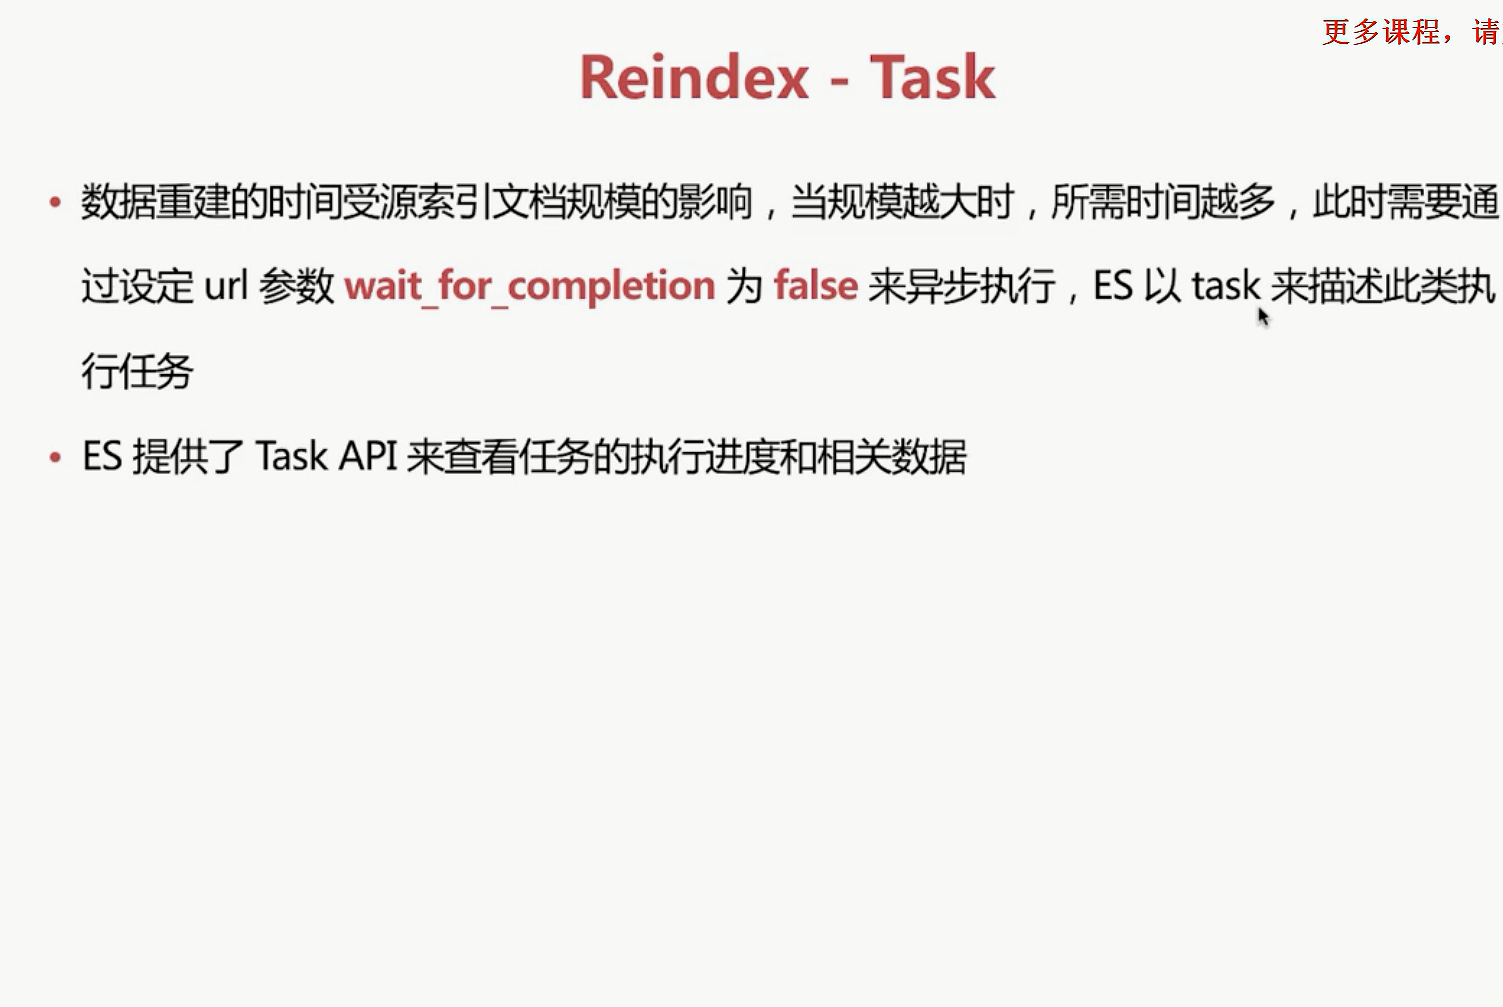 更多课程，请
Reindex - Task
• 数据重建的时间受源索引文档规模的影响，当规模越大时，所需时间越多，此时需要通
过设定 url 参数 wait_for_completion 为 false 来异步执行，ES 以 task 来描述此类执
行任务
• ES 提供了 Task API 来查看任务的执行进度和相关数据